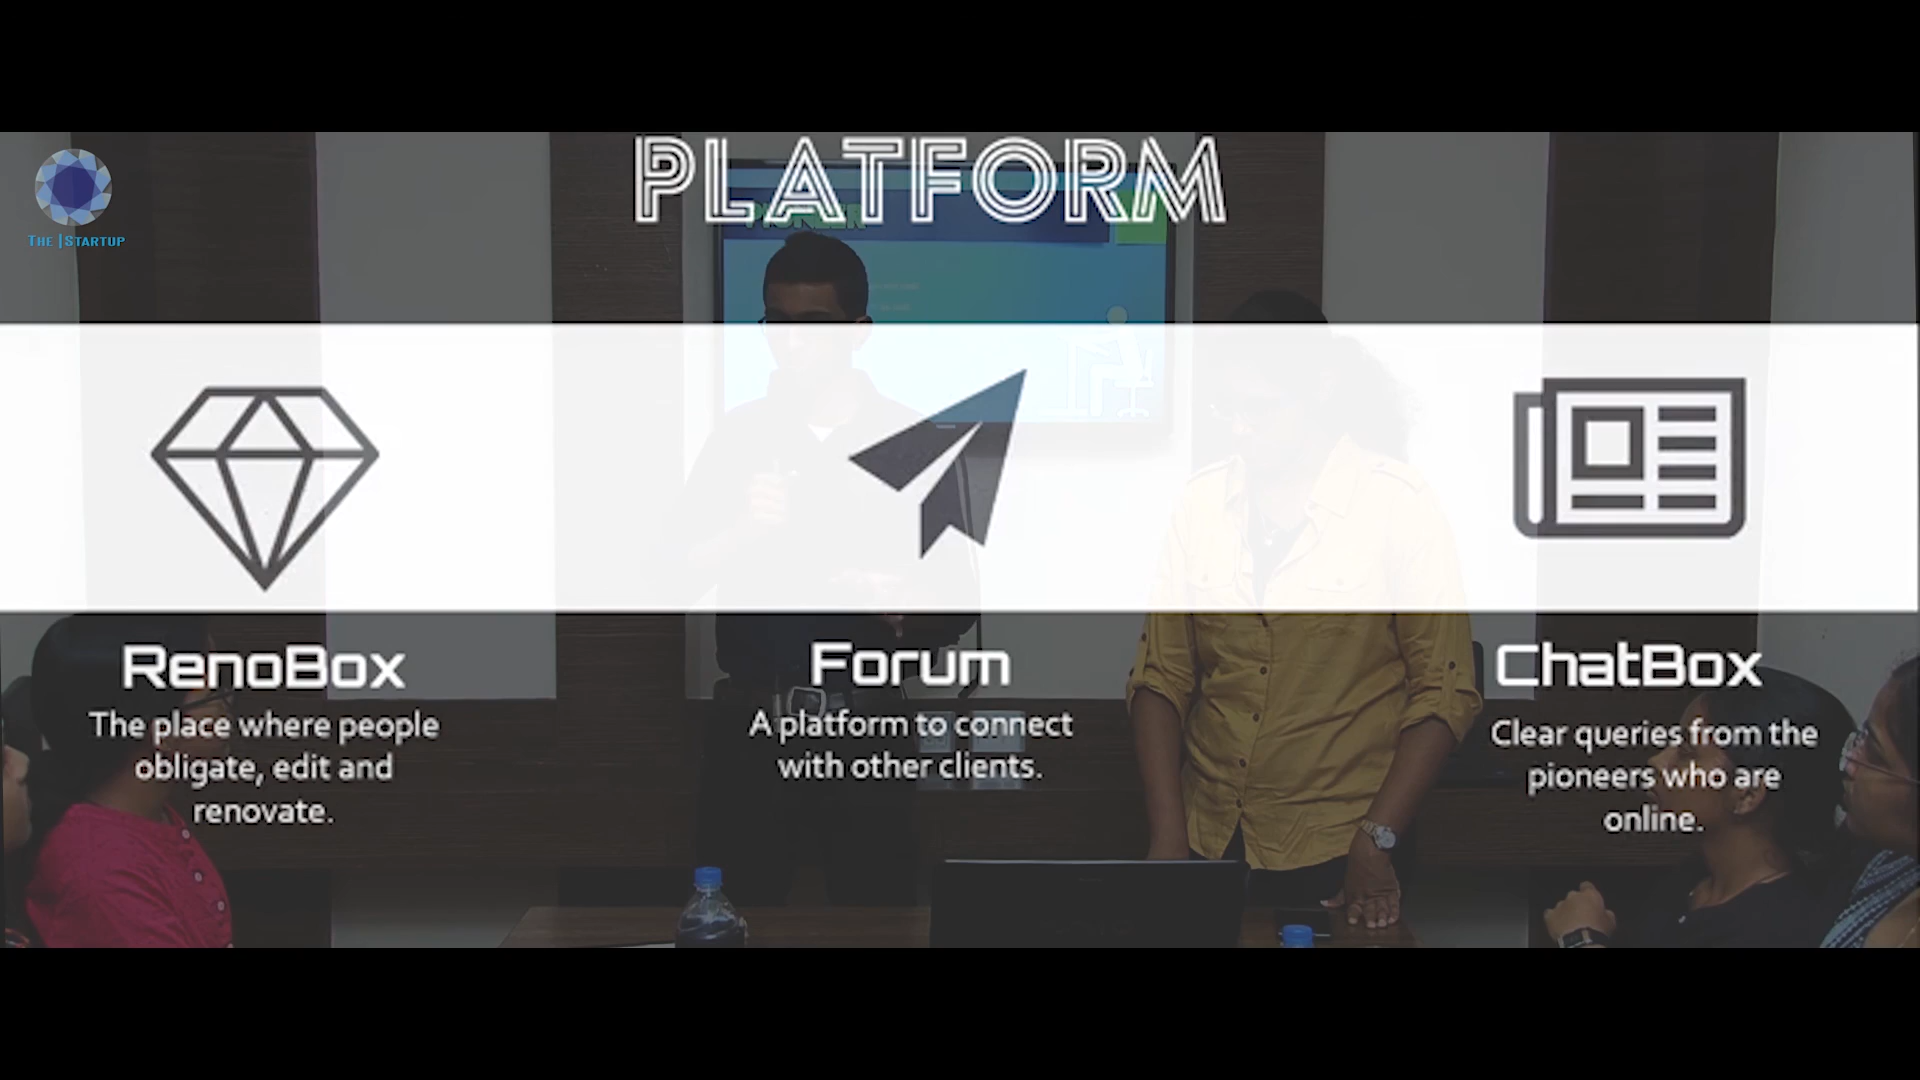 PLATFORM
THE |STARTUP
PIONEER
RenoBox
The place where people
obligate, edit and
renovate.
Forum
A platform to connect
with other clients.
ChatBox
Clear queries from the
pioneers who are
online.